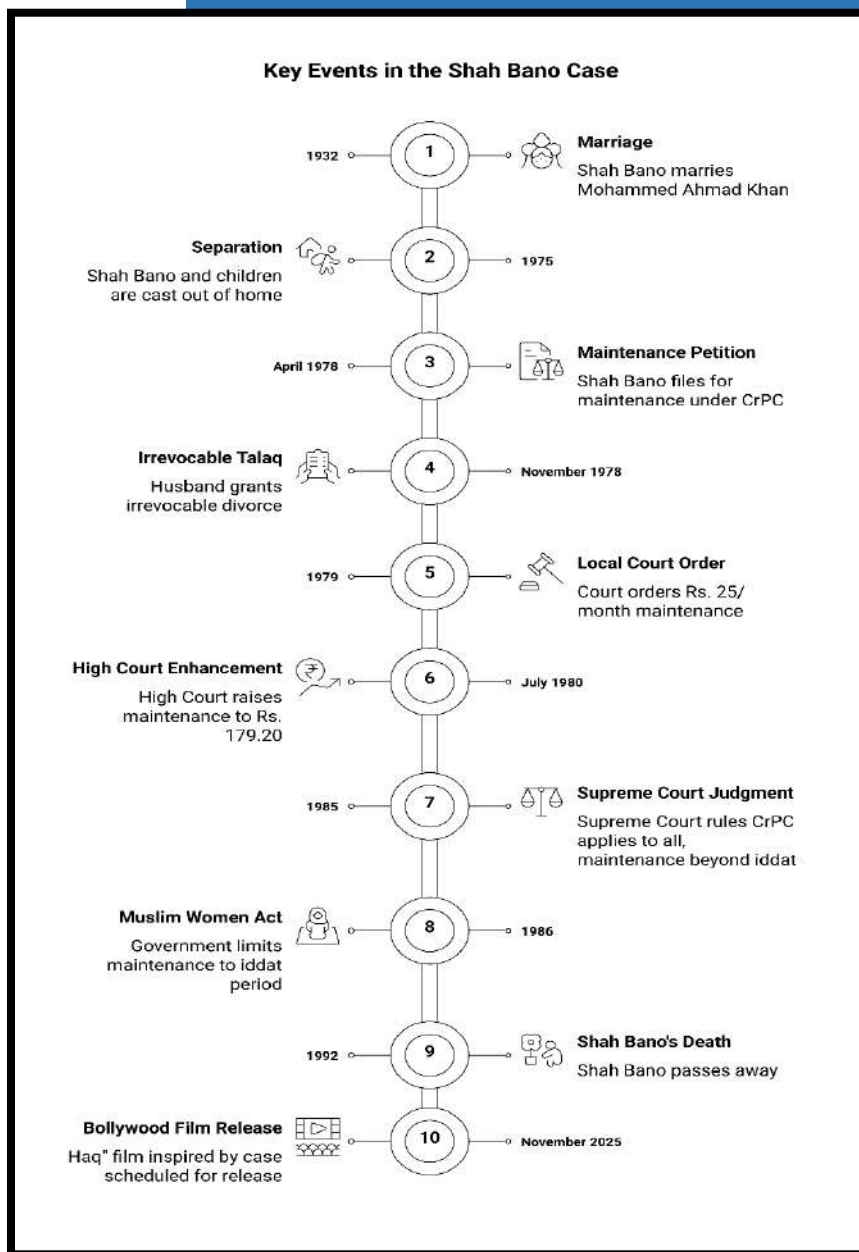 Key Events in the Shah Bano Case
1932
1
Marriage
Shah Bano marries
Mohammed Ahmad Khan
Separation
Shah Bano and children
are cast out of home
2
1975
April 1978
3
Maintenance Petition
Shah Bano files for
maintenance under CrPC
Irrevocable Talaq
Husband grants
irrevocable divorce
4
November 1978
1979
5
Local Court Order
Court orders Rs. 25/
month maintenance
High Court Enhancement
High Court raises
maintenance to Rs.
179.20
₹
6
July 1980
1985
7
Supreme Court Judgment
Supreme Court rules CrPC
applies to all,
maintenance beyond iddat
Muslim Women Act
Government limits
maintenance to iddat
period
8
1986
1992
9
Shah Bano's Death
Shah Bano passes away
Bollywood Film Release
Haq" film inspired by case
scheduled for release
10
November 2025